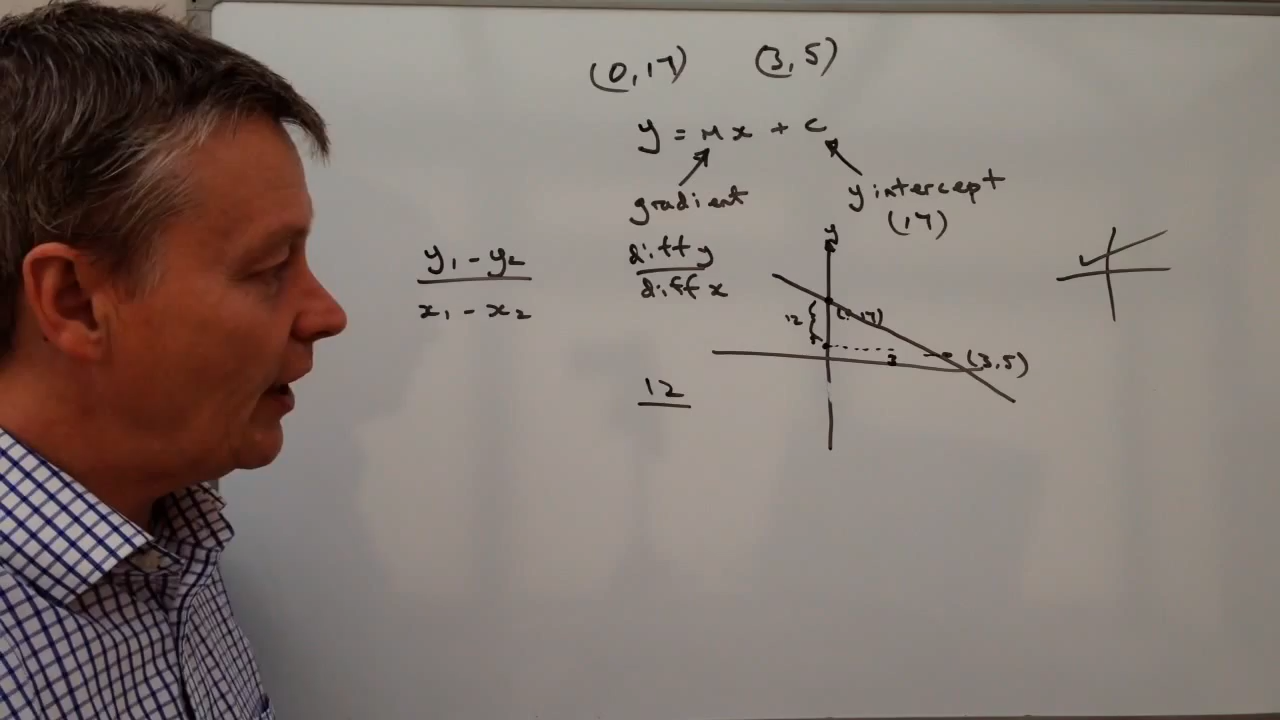 (0,17) (3,5)
y = mx + c
gradient
y intercept
(17)
diff y
diff x
y₁ - y₂
x₁ - x₂
y
12
(0,17)
3
(3,5)
12